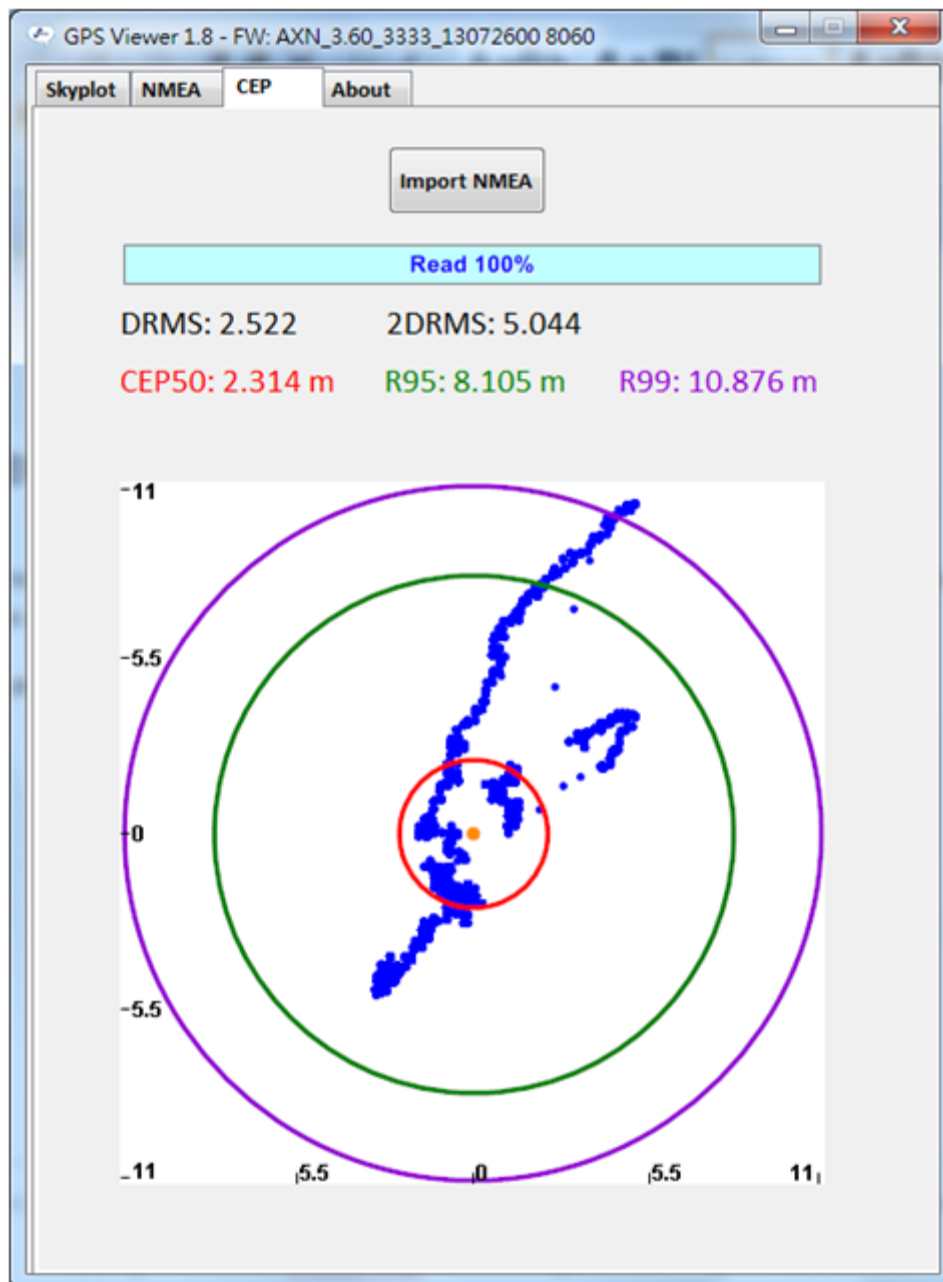 GPS Viewer 1.8 - FW: AXN_3.60_3333_13072600 8060
Skyplot NMEA CEP About
Import NMEA
Read 100%
DRMS: 2.522 2DRMS: 5.044
CEP50: 2.314 m R95: 8.105 m R99: 10.876 m
11
5.5
0
5.5
11 5.5 0 5.5 11